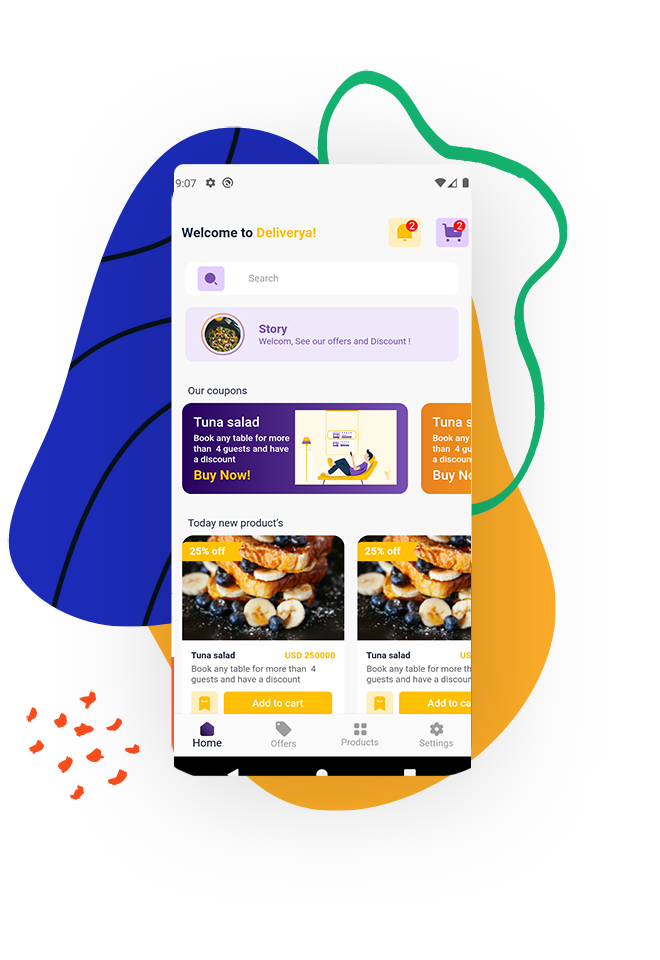 9:07
Welcome to Deliverya!
2
2
Search
Story
Welcom, See our offers and Discount !
Our coupons
Tuna salad
Book any table for more
than 4 guests and have
a discount
Buy Now!
Tuna s
Book any
than 4 gu
a discoun
Buy No
Today new product's
25% off
Tuna salad
USD 250000
Book any table for more than 4
guests and have a discount
Add to cart
25% off
Tuna salad
US
Book any table for more th
guests and have a discoun
Add to ca
Home
Offers
Products
Settings